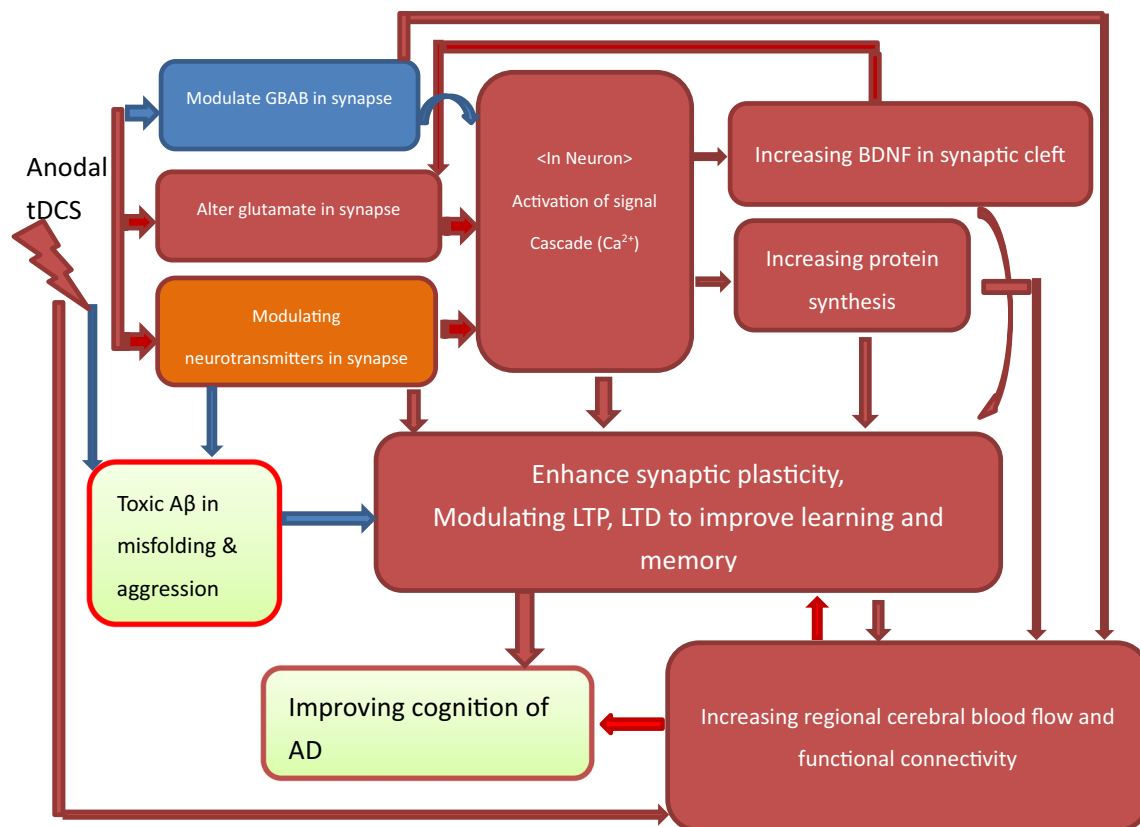 Modulate GBAB in synapse
Anodal
tDCS
Alter glutamate in synapse
Modulating
neurotransmitters in synapse
<In Neuron>
Activation of signal
Cascade (Ca²⁺)
Increasing BDNF in synaptic cleft
Increasing protein
synthesis
Toxic Aβ in
misfolding &
aggression
Enhance synaptic plasticity,
Modulating LTP, LTD to improve learning and
memory
Improving cognition of
AD
Increasing regional cerebral blood flow and
functional connectivity